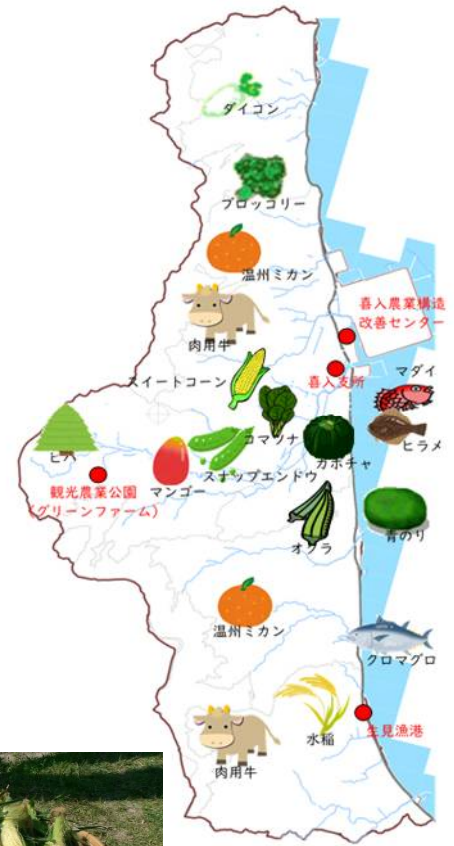 ダイコン
ブロッコリー
温州ミカン
肉用牛
喜入農業構造
改善センター
喜入支所
スイートコーン
マダイ
コマツナ
ヒラメ
カボチャ
スナップエンドウ
マンゴー
観光農業公園
(グリーンファーム)
オクラ
青のり
温州ミカン
クロマグロ
水稲
生見漁港
肉用牛